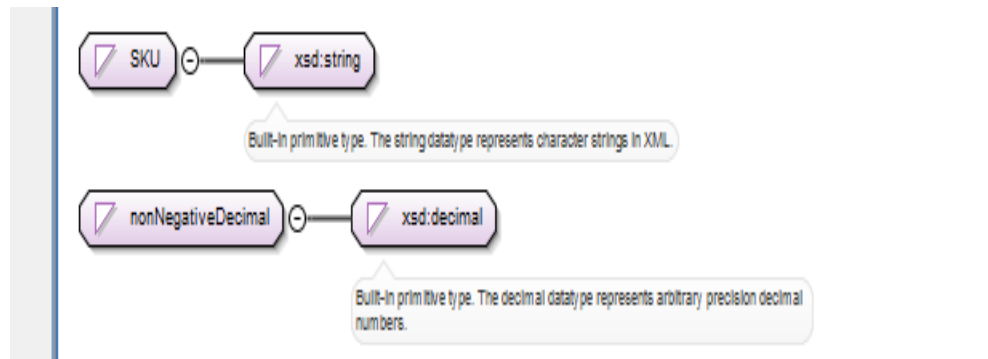 SKU xsd:string
Built-in primitive type. The string datatype represents character strings in XML.
nonNegativeDecimal xsd:decimal
Built-in primitive type. The decimal datatype represents arbitrary precision decimal
numbers.